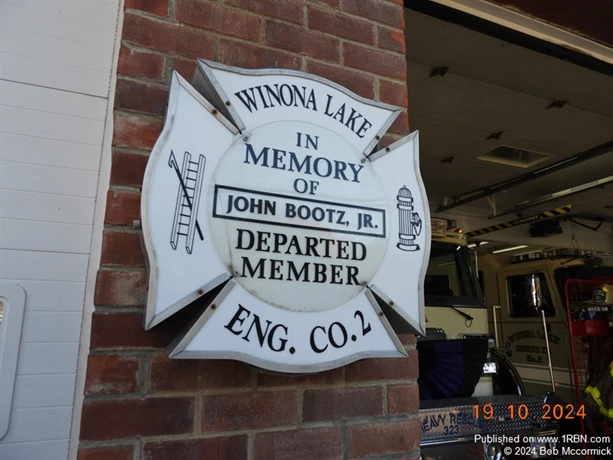 WINONA LAKE
IN
MEMORY
OF
JOHN BOOTZ, JR.
DEPARTED
MEMBER
ENG. CO. 2
HEAVY RESCUE
323
19.10 2024
Published on www.1RBN.com
© 2024 Bob Mccormick